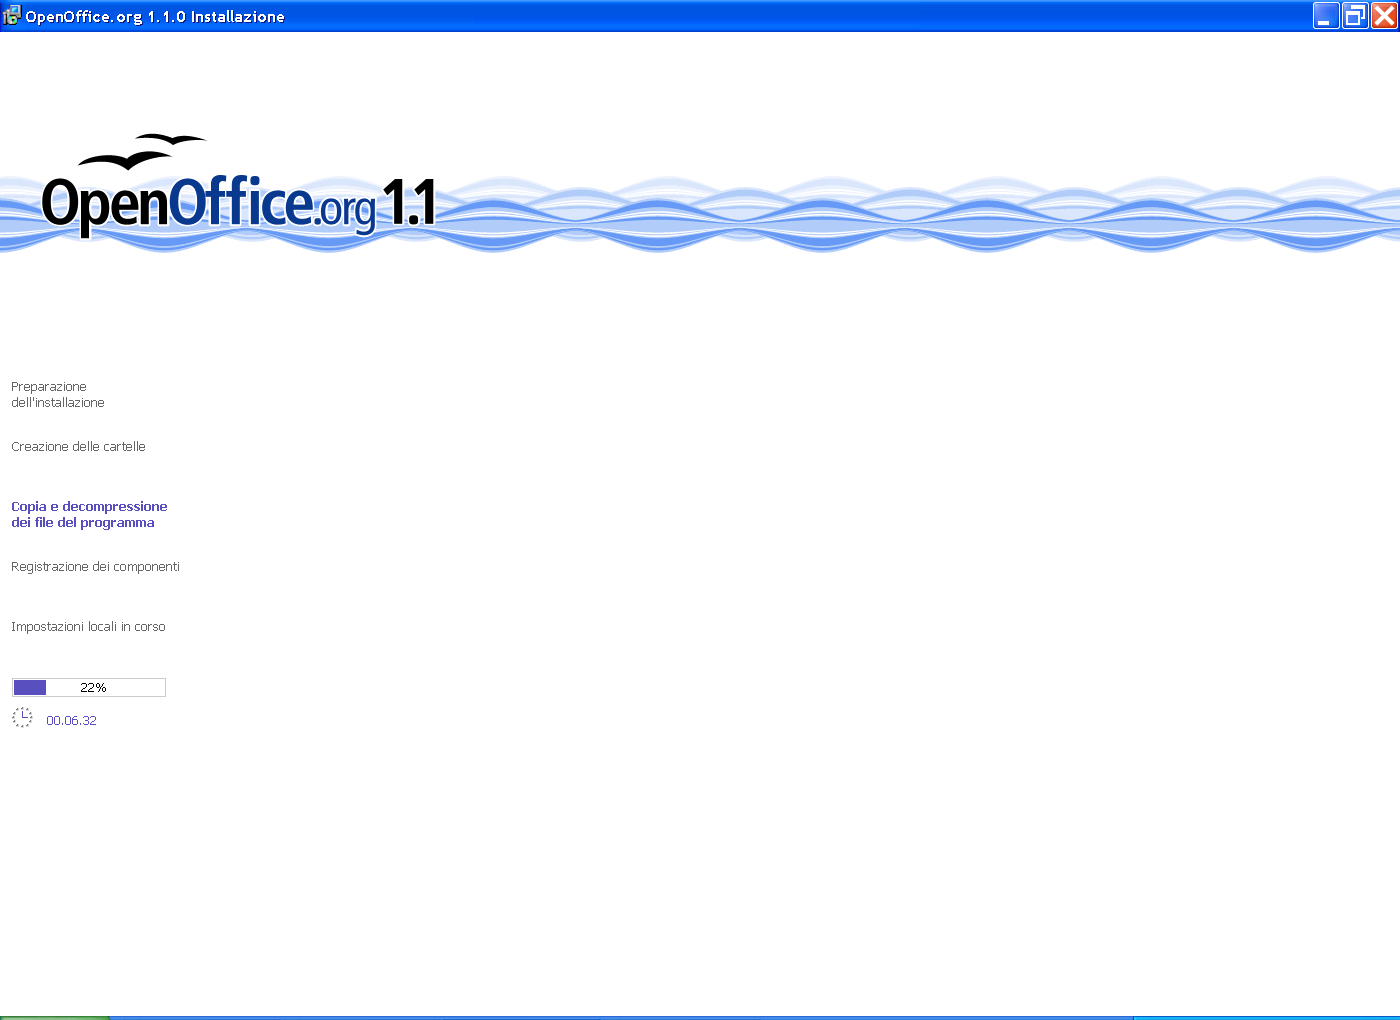 OpenOffice.org 1.1.0 Installazione
OpenOffice.org 1.1
Preparazione
dell'installazione
Creazione delle cartelle
Copia e decompressione
dei file del programma
Registrazione dei componenti
Impostazioni locali in corso
22%
00.06.32